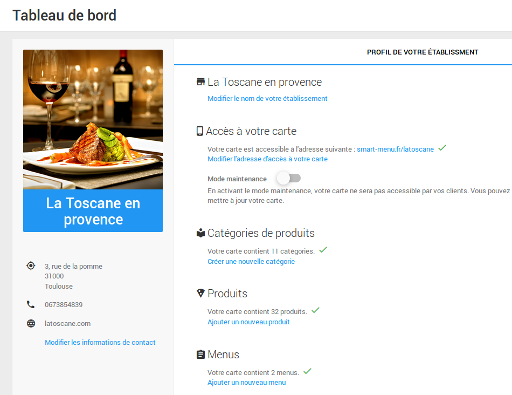 Tableau de bord
La Toscane en
provence
3, rue de la pomme
31000
Toulouse
0673854839
latoscane.com
Modifier les informations de contact
PROFIL DE VOTRE ÉTABLISSMENT
La Toscane en provence
Modifier le nom de votre établissement
Accès à votre carte
Votre carte est accessible a l'adresse suivante : smart-menu.fr/latoscane
Modifier l'adresse d'accès à votre carte
Mode maintenance
En activant le mode maintenance, votre carte ne sera pas accessible par vos clients. Vous pouvez
mettre à jour votre carte.
Catégories de produits
Votre carte contient 11 catégories.
Créer une nouvelle catégorie
Produits
Votre carte contient 32 produits.
Ajouter un nouveau produit
Menus
Votre carte contient 2 menus.
Ajouter un nouveau menu